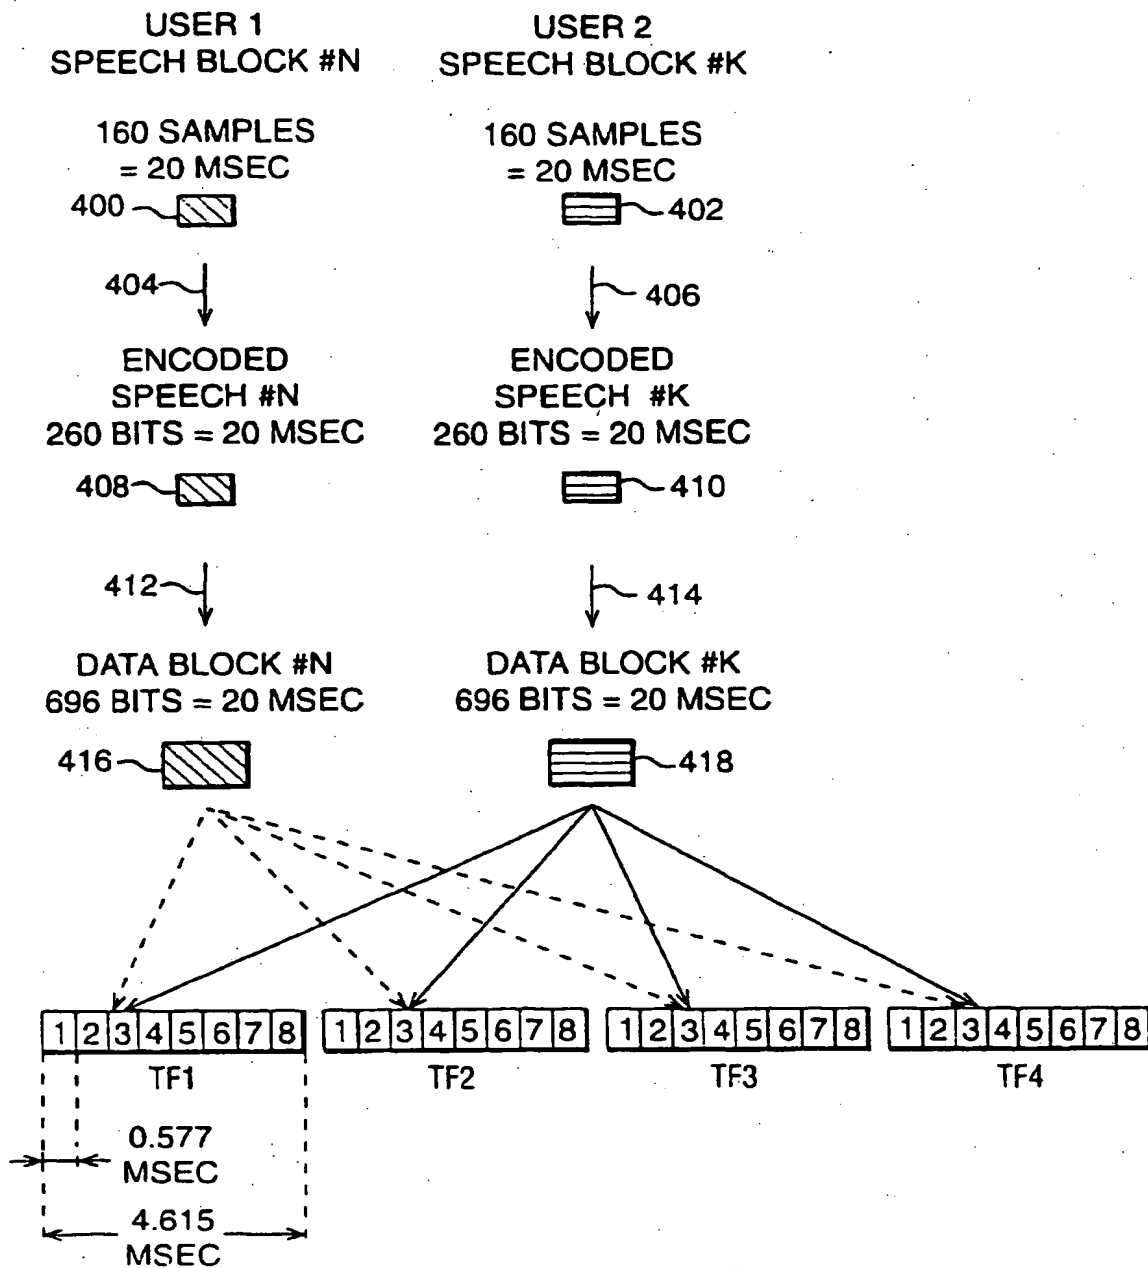 USER 1
SPEECH BLOCK #N
USER 2
SPEECH BLOCK #K
160 SAMPLES
= 20 MSEC
160 SAMPLES
= 20 MSEC
400
402
404
406
ENCODED
SPEECH #N
260 BITS = 20 MSEC
ENCODED
SPEECH #K
260 BITS = 20 MSEC
408
410
412
414
DATA BLOCK #N
696 BITS = 20 MSEC
DATA BLOCK #K
696 BITS = 20 MSEC
416
418
1 2 3 4 5 6 7 8
1 2 3 4 5 6 7 8
1 2 3 4 5 6 7 8
1 2 3 4 5 6 7 8
TF1
TF2
TF3
TF4
0.577
MSEC
4.615
MSEC